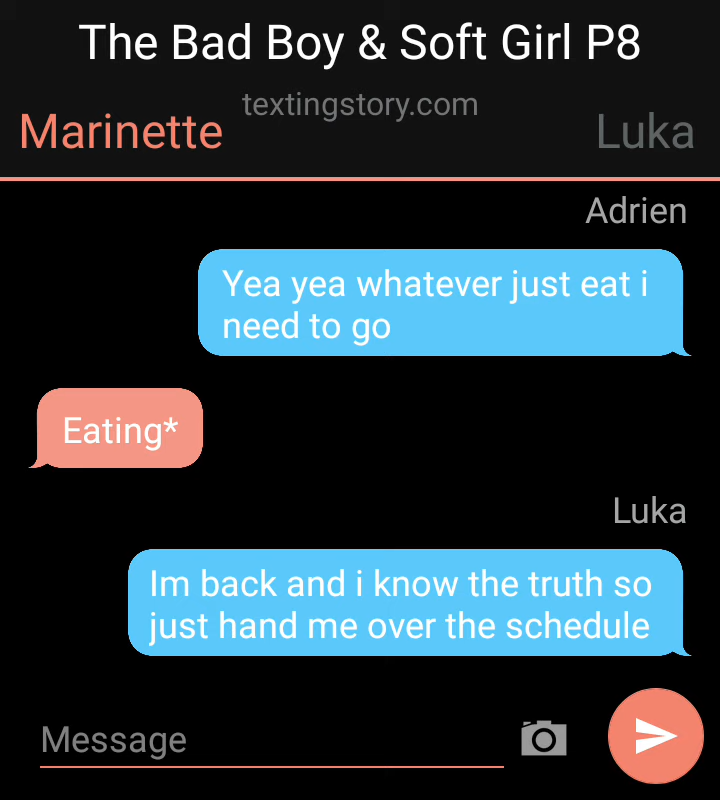 The Bad Boy & Soft Girl P8
textingstory.com
Marinette
Luka
Adrien
Yea yea whatever just eat i
need to go
Eating*
Luka
Im back and i know the truth so
just hand me over the schedule
Message